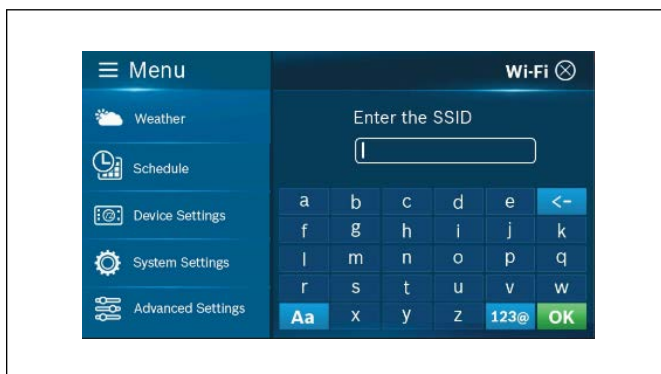 Menu
Wi-Fi
Weather
Schedule
Device Settings
System Settings
Advanced Settings
Enter the SSID
a b c d e <-
f g h i j k
l m n o p q
r s t u v w
Aa x y z 123@ OK